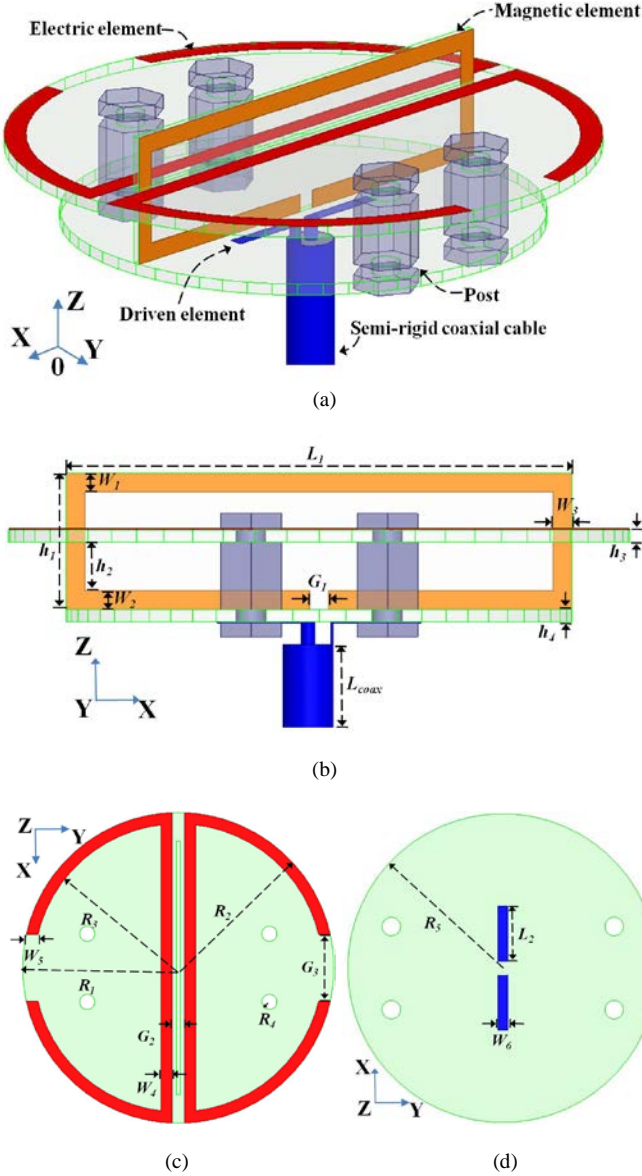 Electric element
Magnetic element
Driven element
Post
Semi-rigid coaxial cable
Z
X
Y
0
(a)
L1
W1
W3
h1
h2
h3
W2
G1
h4
Z
Y
X
Lcoax
(b)
Z
Y
X
R3
R2
W5
R1
G3
R4
G2
W4
R5
L2
W6
X
Z
Y
(c)
(d)